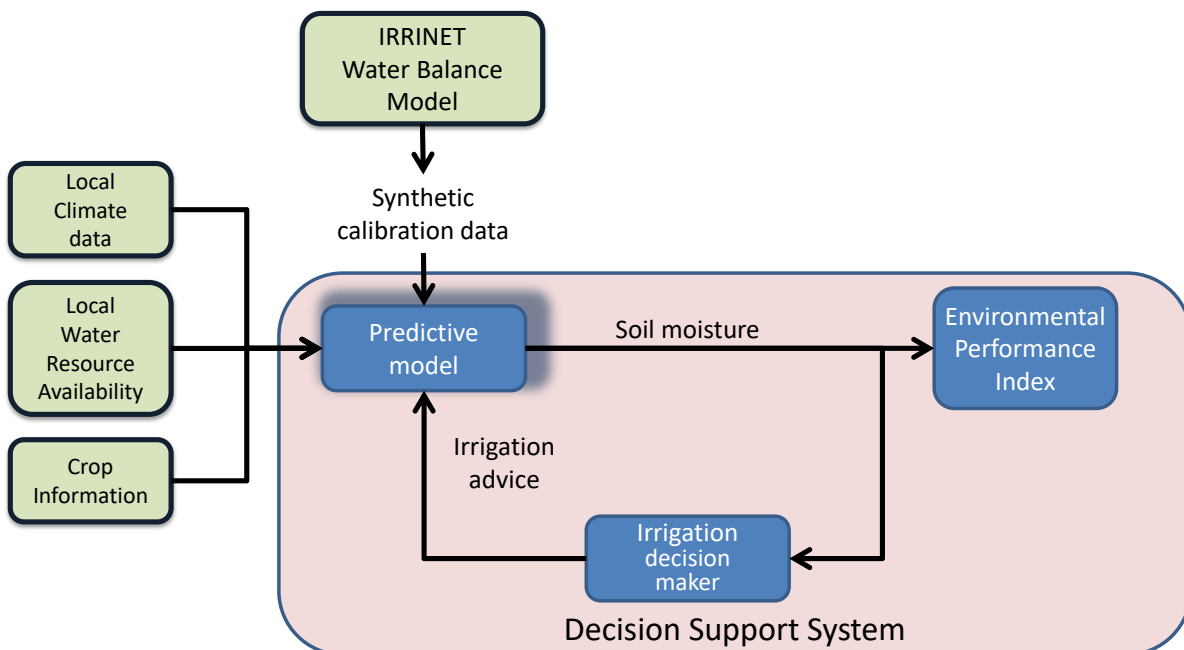 IRRINET
Water Balance
Model
Synthetic
calibration data
Local
Climate
data
Local
Water
Resource
Availability
Crop
Information
Predictive
model
Soil moisture
Environmental
Performance
Index
Irrigation
advice
Irrigation
decision
maker
Decision Support System